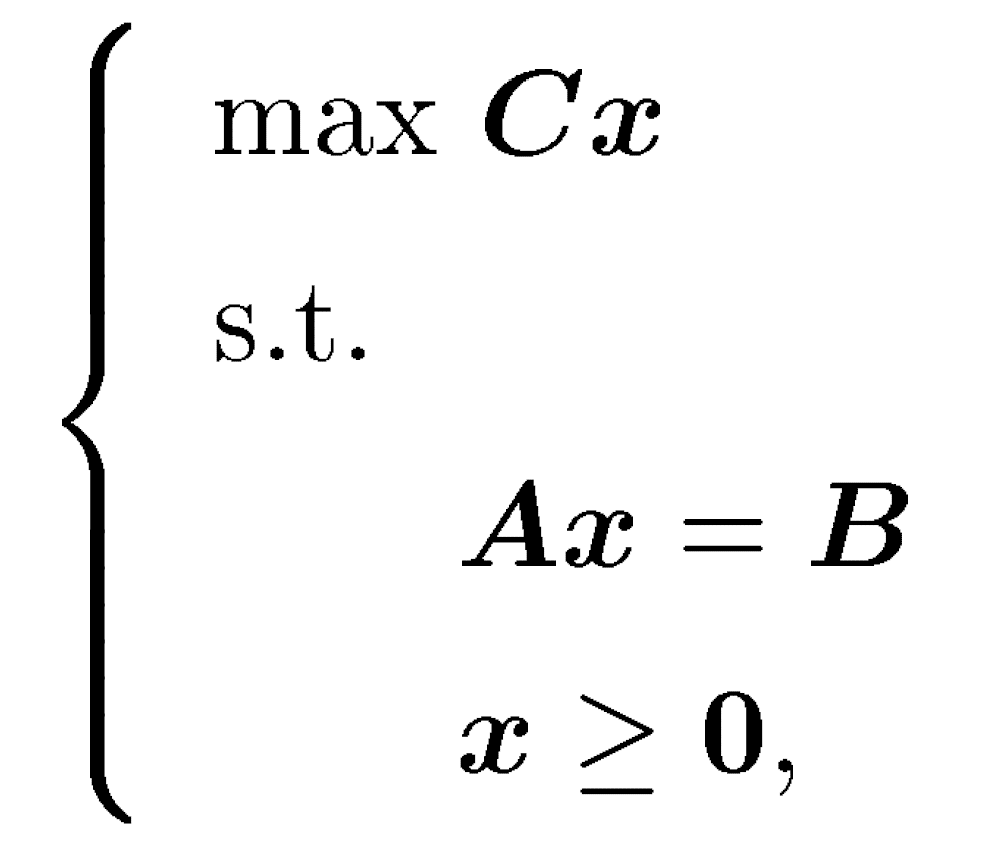 max Cx
s.t.
Ax = B
x ≥ 0,